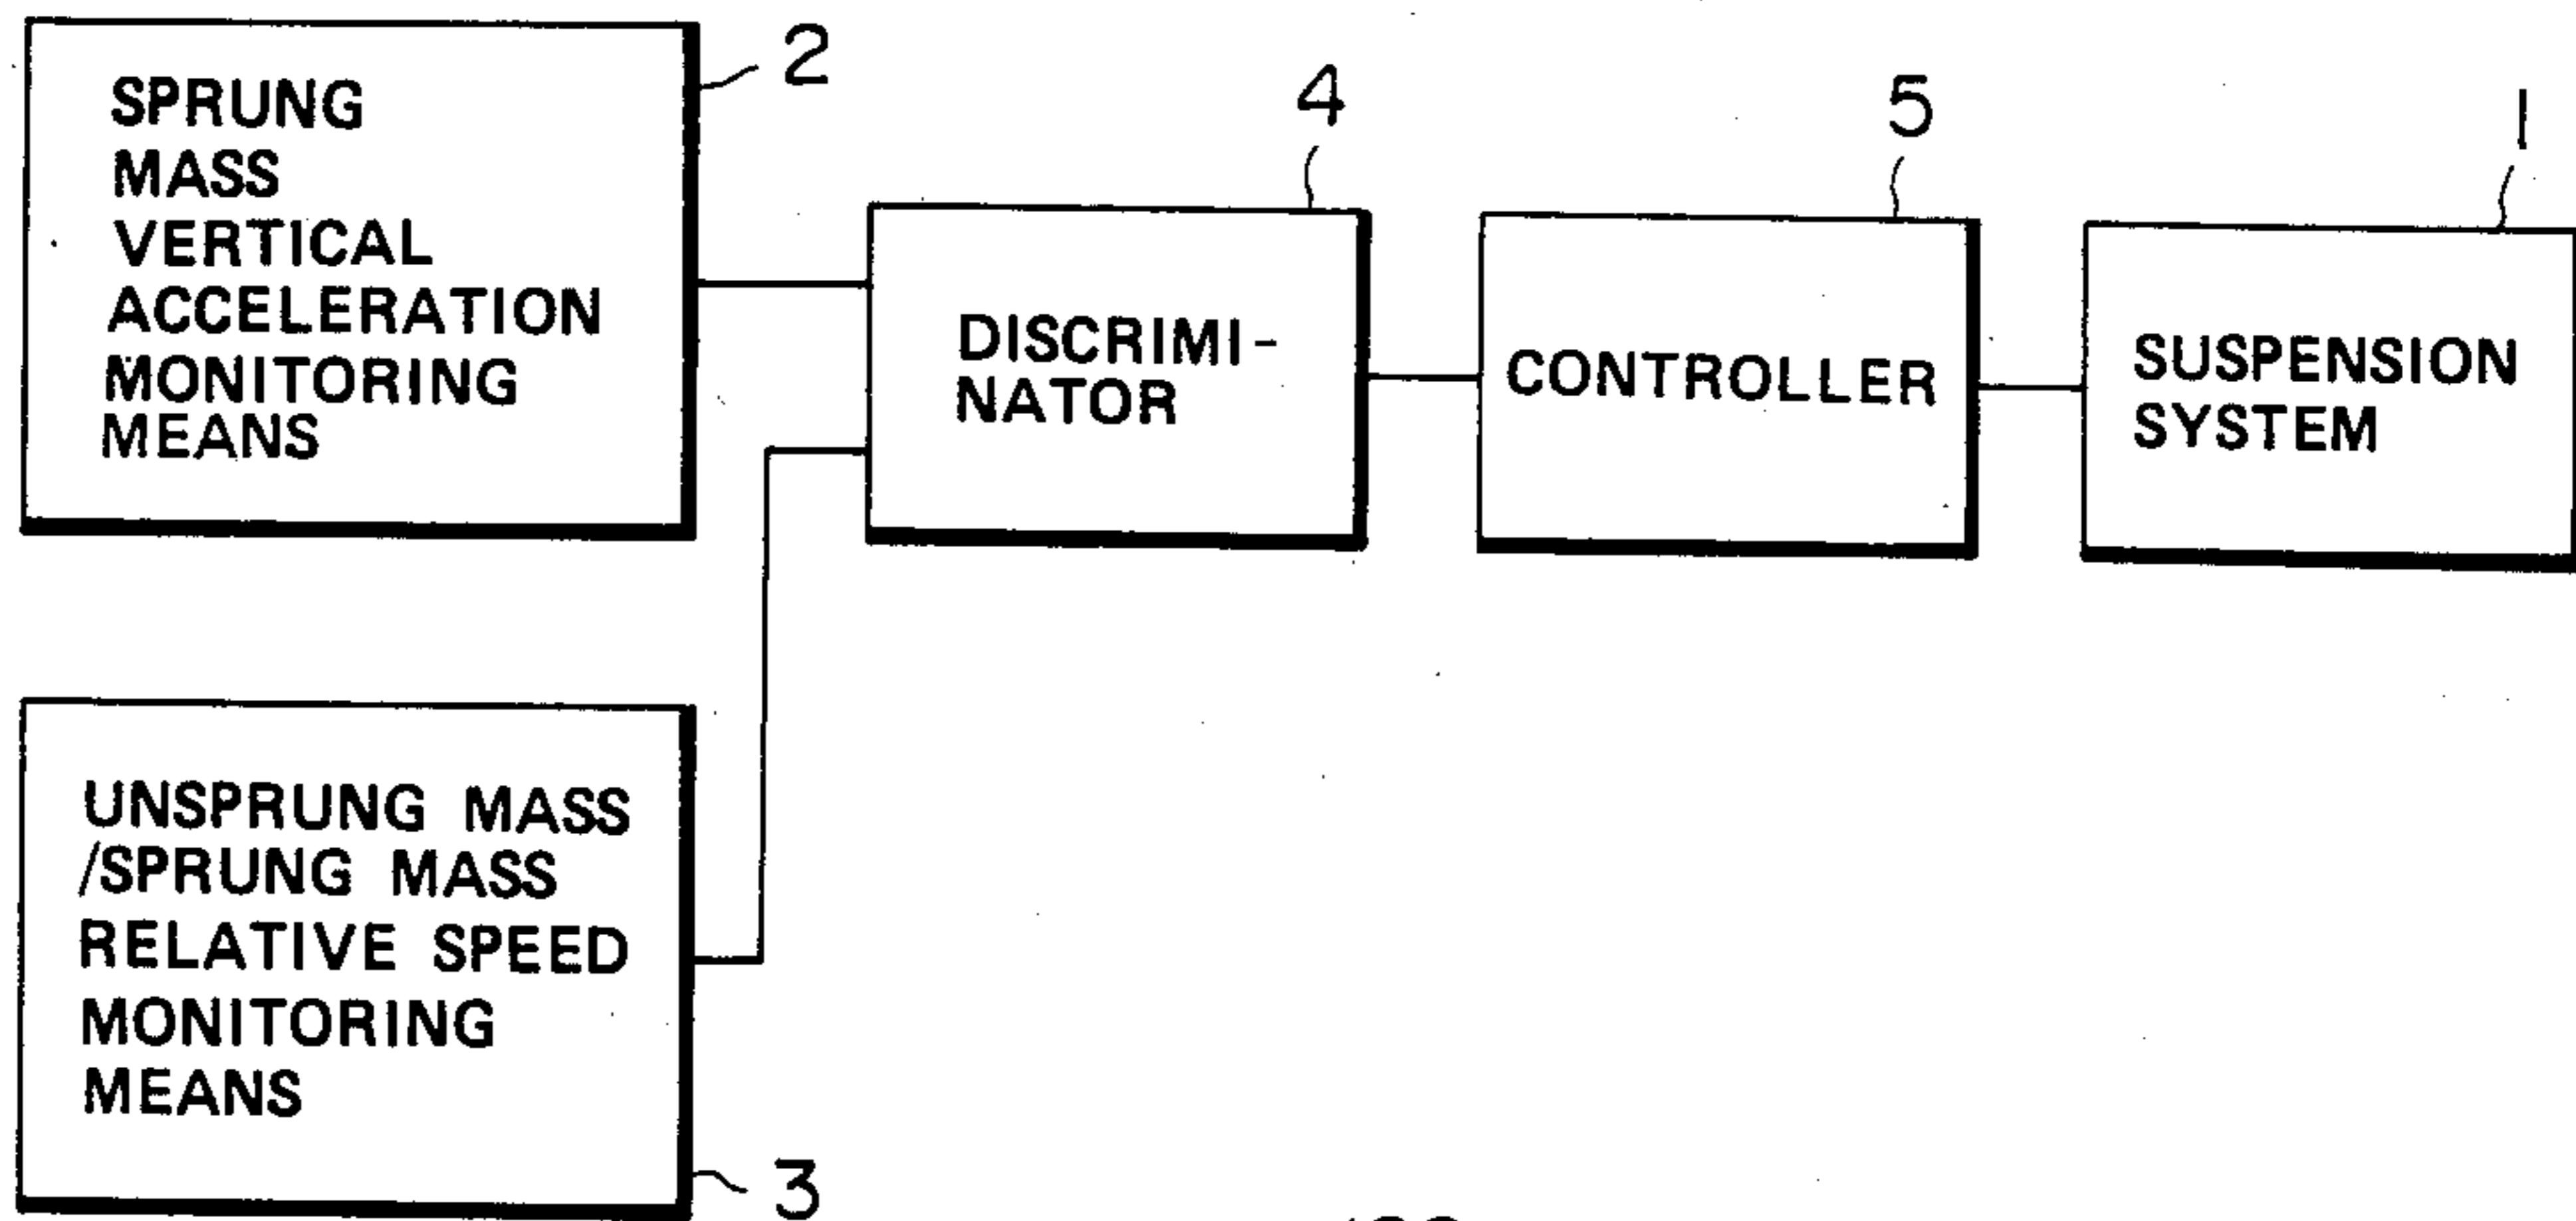 2
SPRUNG
MASS
VERTICAL
ACCELERATION
MONITORING
MEANS
4
DISCRIMI-
NATOR
5
CONTROLLER
1
SUSPENSION
SYSTEM
UNSPRUNG MASS
/SPRUNG MASS
RELATIVE SPEED
MONITORING
MEANS
3